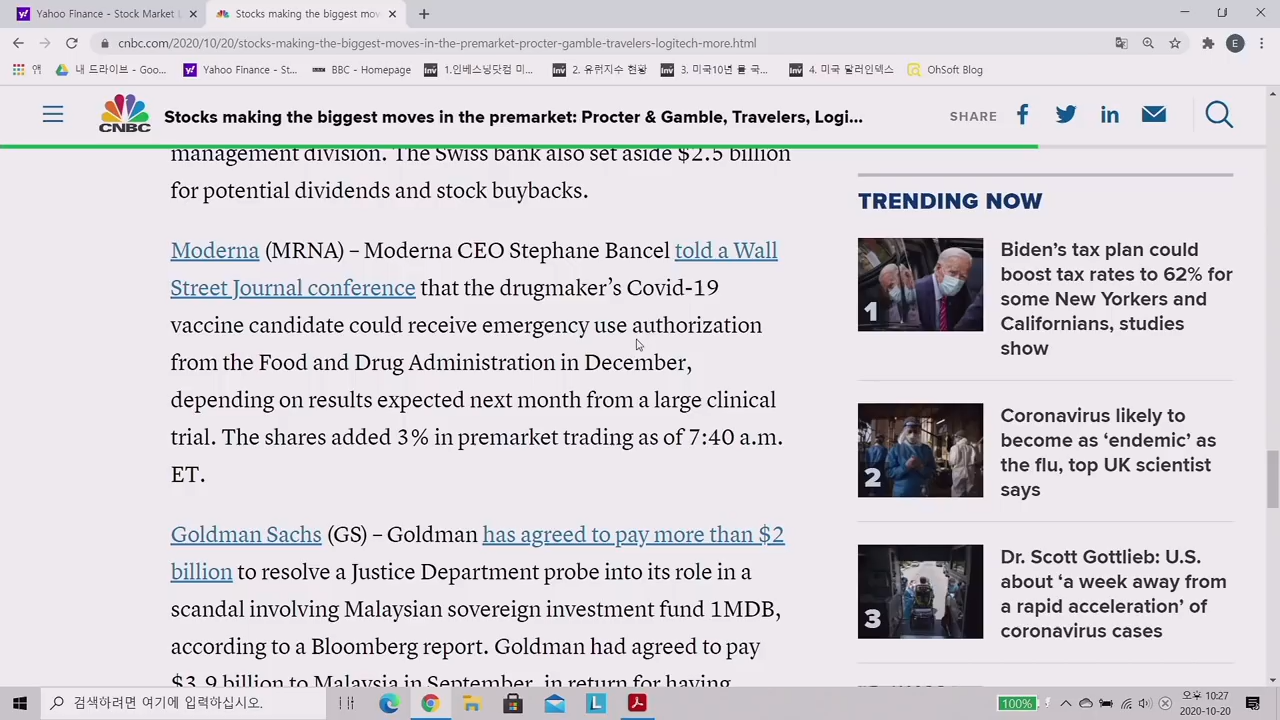 Yahoo Finance - Stock Market L
Stocks making the biggest mov
cnbc.com/2020/10/20/stocks-making-the-biggest-moves-in-the-premarket-procter-gamble-travelers-logitech-more.html
E
앱
내 드라이브 - Goo...
Yahoo Finance - St...
BBC - Homepage
Inv 1.인베스팅닷컴 미...
Inv 2. 유럽지수 현황
Inv 3. 미국10년 률 국...
Inv 4. 미국 달러인덱스
OhSoft Blog
CNBC
Stocks making the biggest moves in the premarket: Procter & Gamble, Travelers, Logi...
SHARE
management division. The Swiss bank also set aside $2.5 billion
for potential dividends and stock buybacks.
Moderna (MRNA) – Moderna CEO Stephane Bancel told a Wall
Street Journal conference that the drugmaker’s Covid-19
vaccine candidate could receive emergency use authorization
from the Food and Drug Administration in December,
depending on results expected next month from a large clinical
trial. The shares added 3% in premarket trading as of 7:40 a.m.
ET.
Goldman Sachs (GS) – Goldman has agreed to pay more than $2
billion to resolve a Justice Department probe into its role in a
scandal involving Malaysian sovereign investment fund 1MDB,
according to a Bloomberg report. Goldman had agreed to pay
$3.9 billion to Malaysia in September, in return for having
TRENDING NOW
1
Biden’s tax plan could
boost tax rates to 62% for
some New Yorkers and
Californians, studies
show
2
Coronavirus likely to
become as ‘endemic’ as
the flu, top UK scientist
says
3
Dr. Scott Gottlieb: U.S.
about ‘a week away from
a rapid acceleration’ of
coronavirus cases
검색하려면 여기에 입력하십시오.
L
100%
오후 10:27
2020-10-20